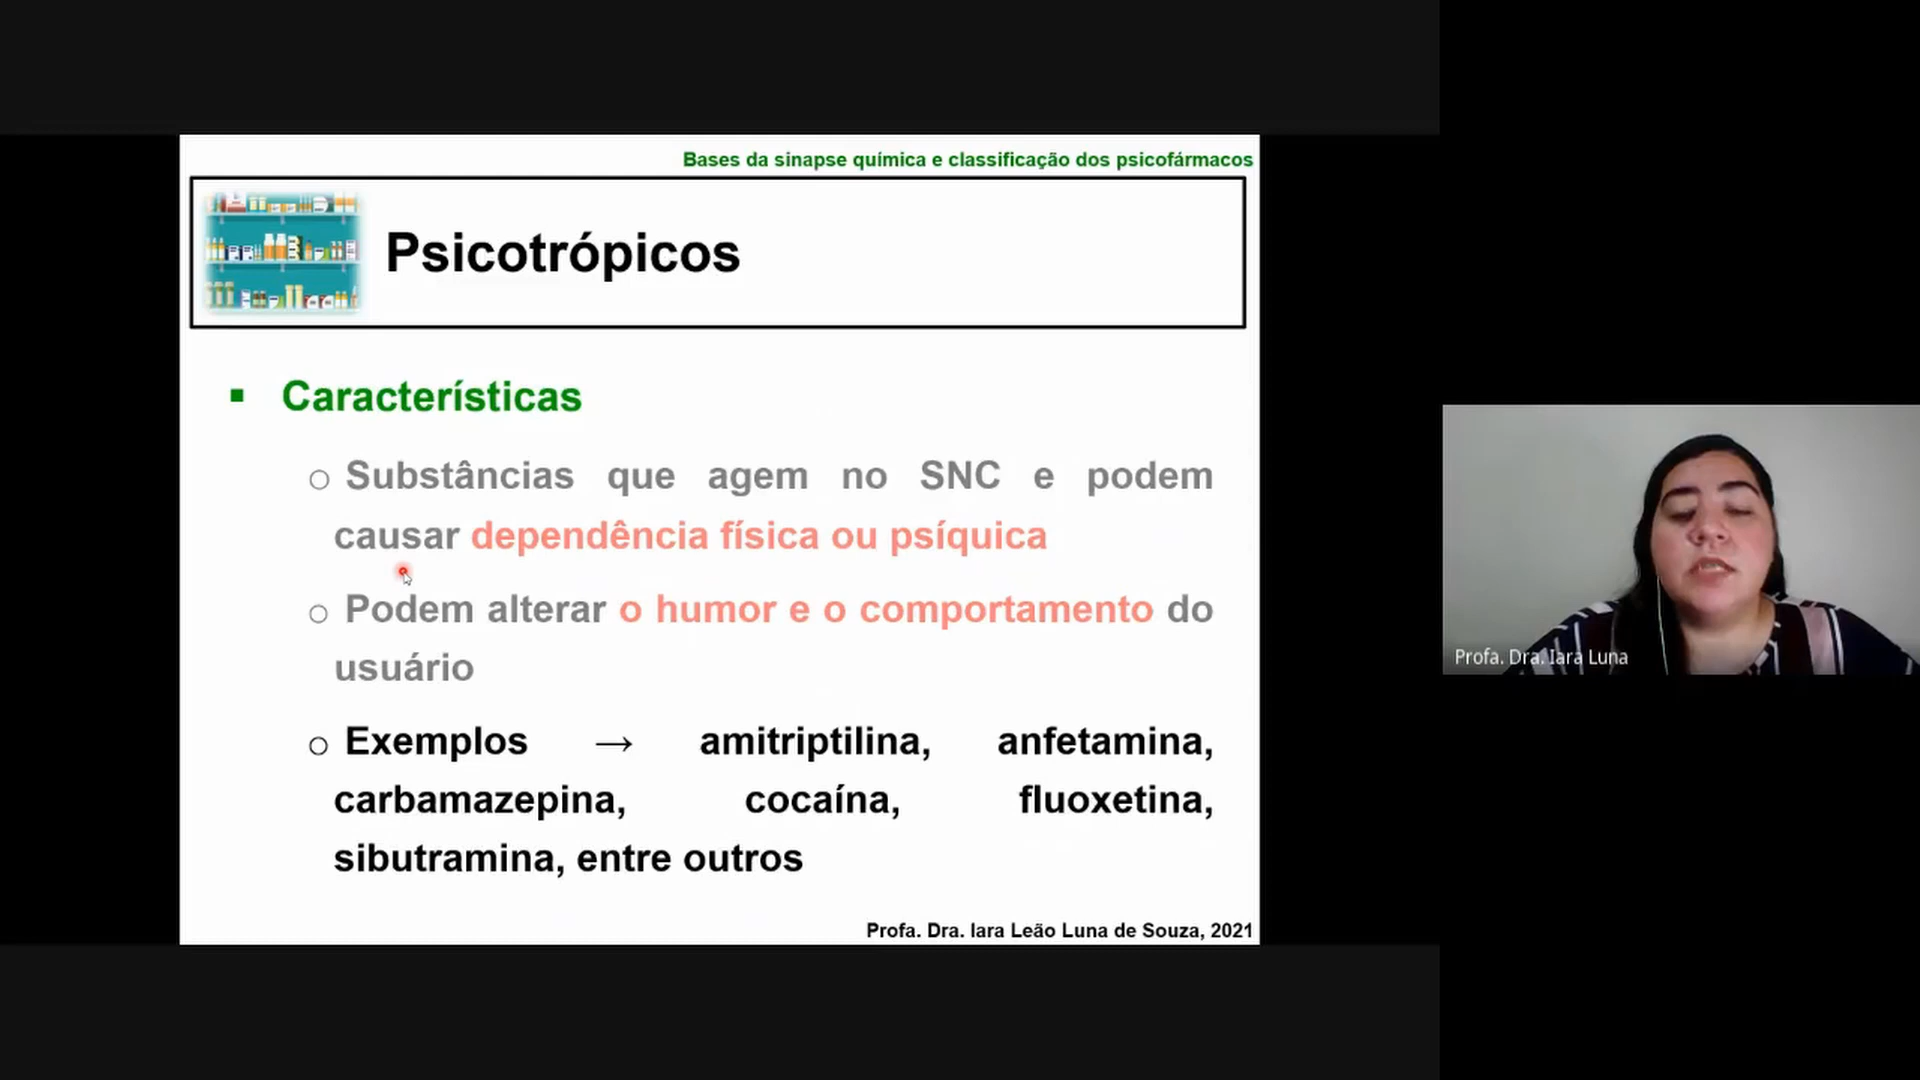 Bases da sinapse química e classificação dos psicofármacos
Psicotrópicos
▪ Características
○ Substâncias que agem no SNC e podem
causar dependência física ou psíquica
○ Podem alterar o humor e o comportamento do
usuário
○ Exemplos → amitriptilina, anfetamina,
carbamazepina, cocaína, fluoxetina,
sibutramina, entre outros
Profa. Dra. Iara Leão Luna de Souza, 2021
Profa. Dra. Iara Luna